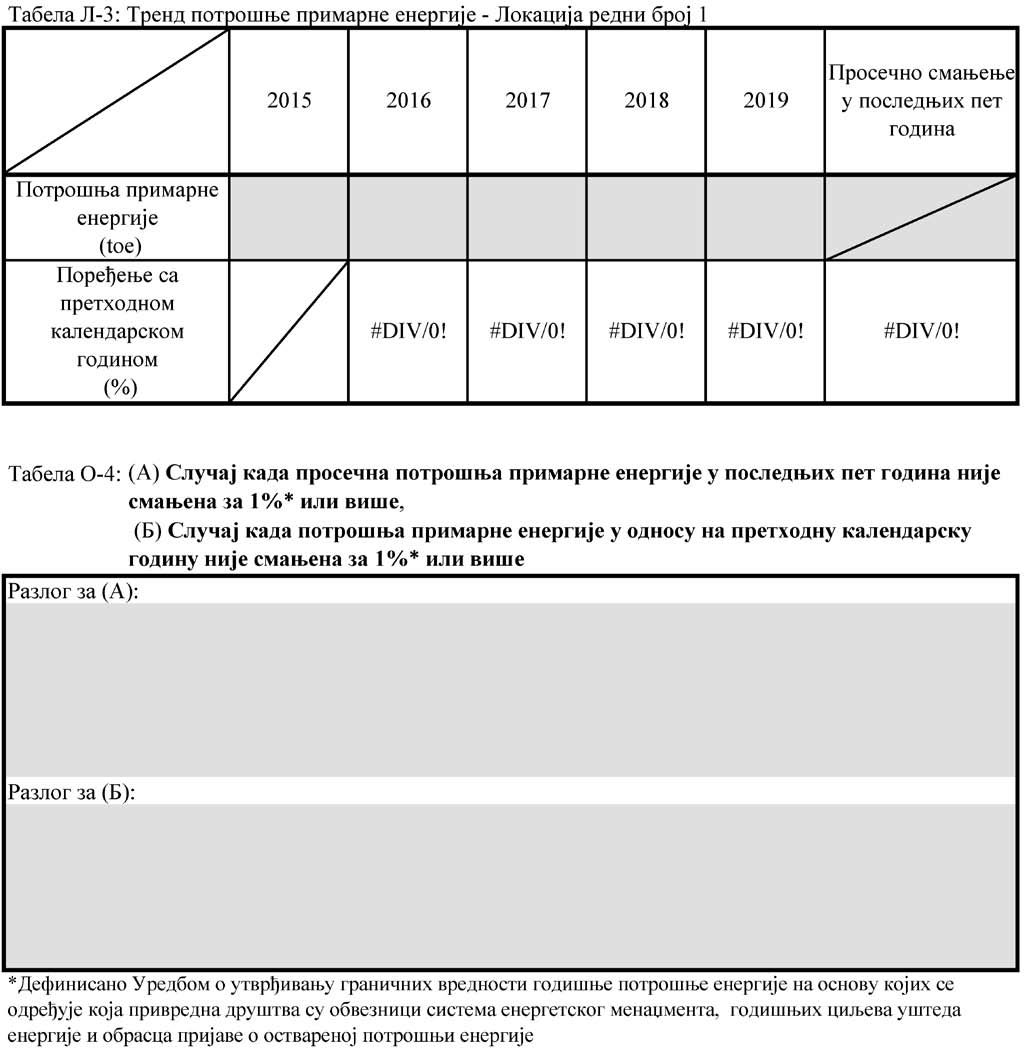 Табела Л-3: Тренд потрошње примарне енергије - Локација редни број 1
2015
2016
2017
2018
2019
Просечно смањење
у последњих пет
година
Потрошња примарне
енергије
(toe)
Поређење са
претходном
календарском
годином
(%)
#DIV/0!
#DIV/0!
#DIV/0!
#DIV/0!
#DIV/0!
Табела О-4: (А) Случај када просечна потрошња примарне енергије у последњих пет година није
смањена за 1%* или више,
(Б) Случај када потрошња примарне енергије у односу на претходну календарску
годину није смањена за 1%* или више
Разлог за (А):
Разлог за (Б):
*Дефинисано Уредбом о утврђивању граничних вредности годишње потрошње енергије на основу којих се
одређује која привредна друштва су обвезници система енергетског менаџмента, годишњих циљева уштеда
енергије и обрасца пријаве о оствареној потрошњи енергије